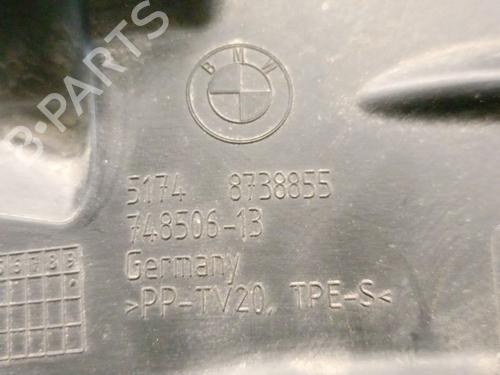 B-PARTS
BMW
5174 8738855
748506-13
Germany
>PP-TV20, TPE-S<